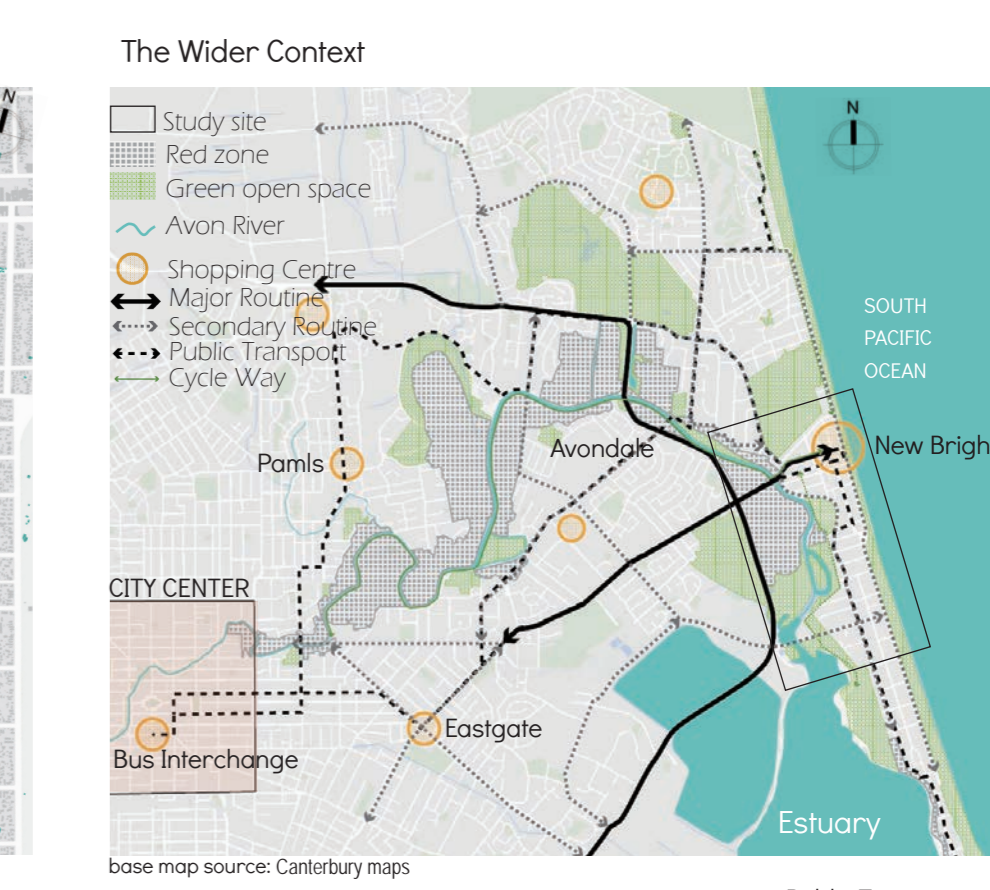 The Wider Context
N
N
Study site
Red zone
Green open space
Avon River
Shopping Centre
Major Routine
Secondary Routine
Public Transport
Cycle Way
SOUTH
PACIFIC
OCEAN
Avondale
New Brigh
Pamls
CITY CENTER
Eastgate
Bus Interchange
Estuary
base map source: Canterbury maps